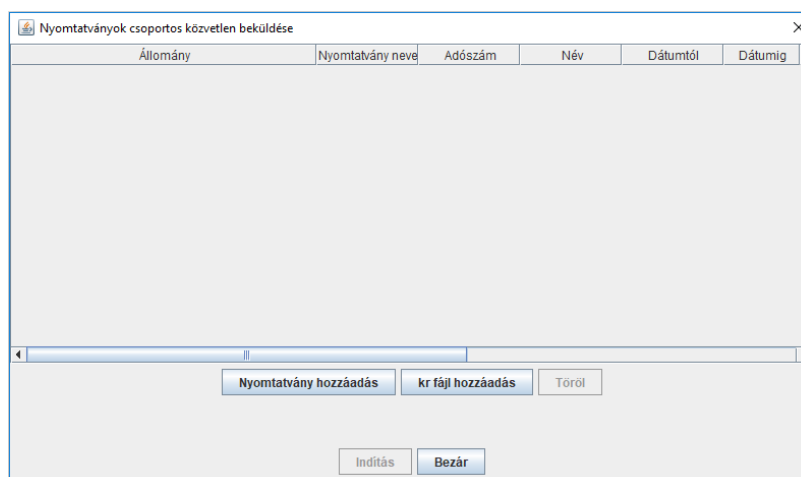 Nyomtatványok csoportos közvetlen beküldése
Állomány Nyomtatvány neve Adószám Név Dátumtól Dátumig
Nyomtatvány hozzáadás kr fájl hozzáadás Töröl
Indítás Bezár